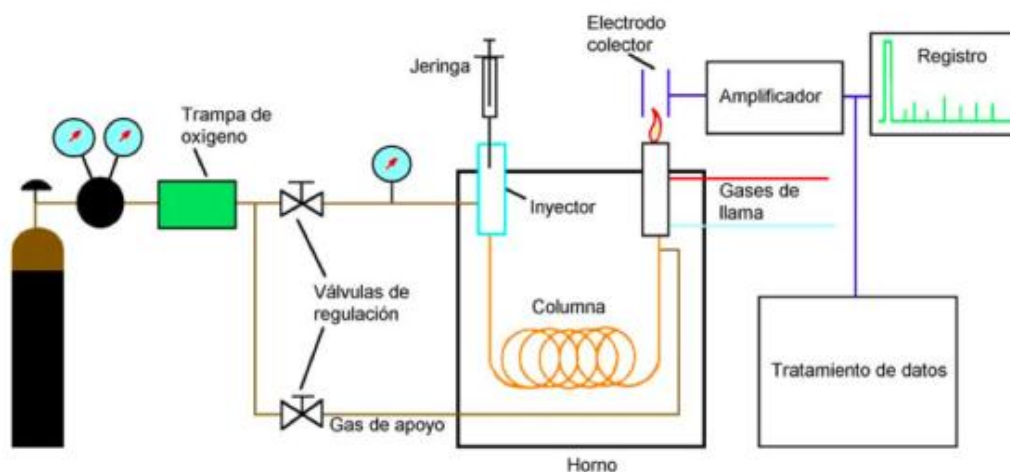 Electrodo
colector
Jeringa
Registro
Amplificador
Trampa de
oxígeno
Inyector
Gases de
llama
Válvulas de
regulación
Columna
Tratamiento de datos
Gas de apoyo
Horno